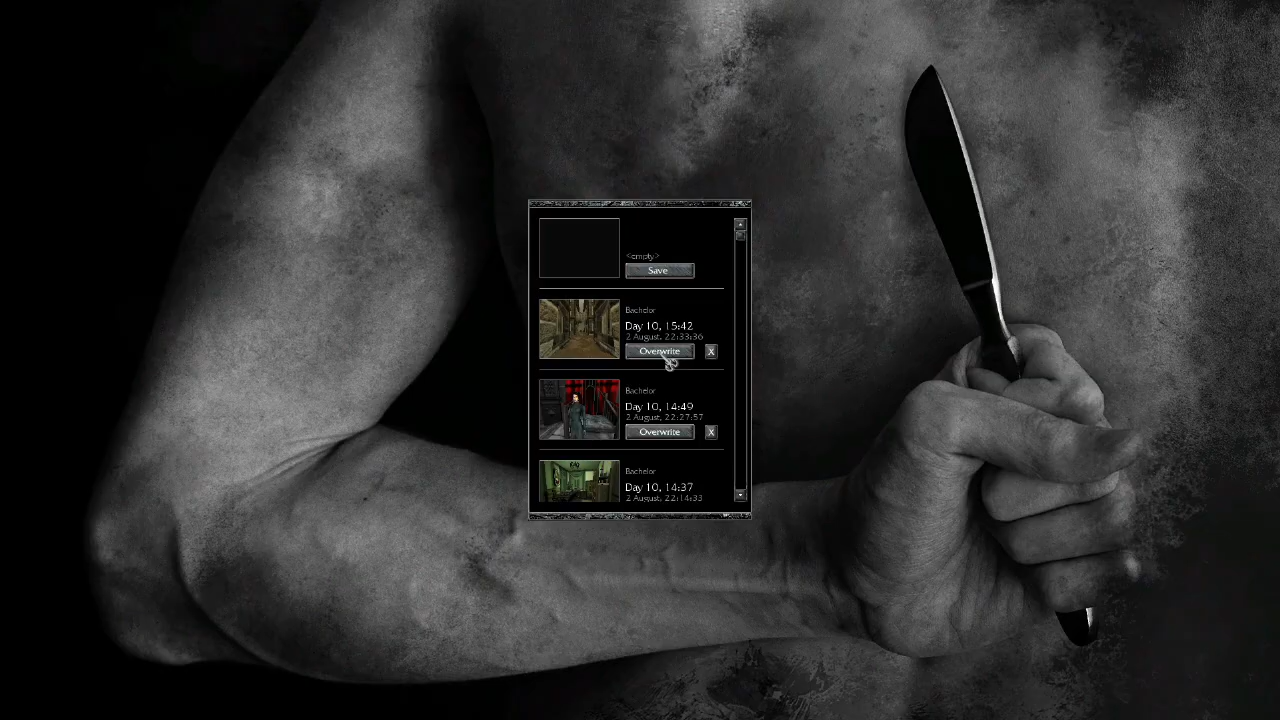 <empty>
Save
Bachelor
Day 10, 15:42
2 August, 22:33:36
Overwrite X
Bachelor
Day 10, 14:49
2 August, 22:27:57
Overwrite X
Bachelor
Day 10, 14:37
2 August, 22:14:33